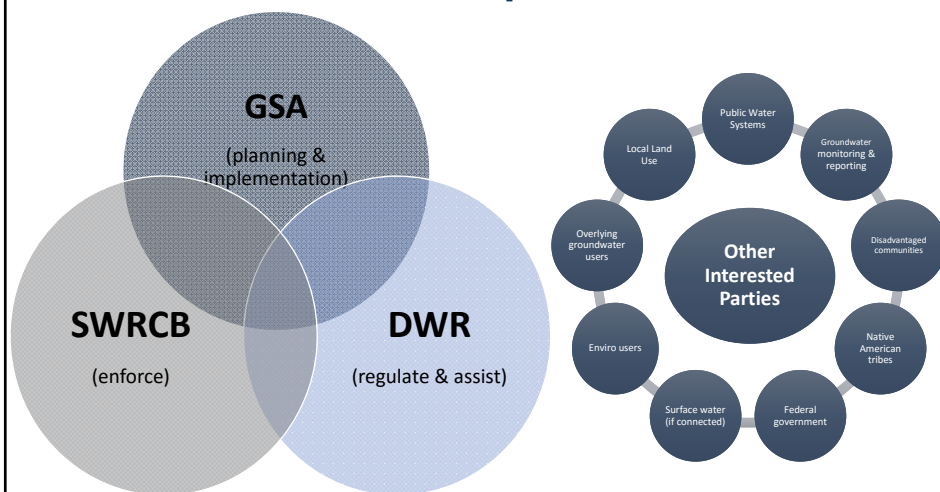 GSA
(planning &
implementation)
SWRCB
(enforce)
DWR
(regulate & assist)
Public Water
Systems
Groundwater
monitoring &
reporting
Disadvantaged
communities
Native
American
tribes
Federal
government
Surface water
(if connected)
Enviro users
Overlying
groundwater
users
Local Land
Use
Other
Interested
Parties